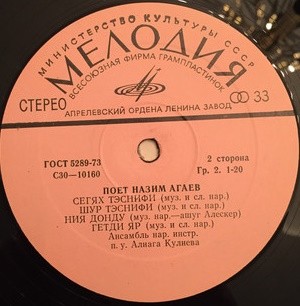 МИНИСТЕРСТВО КУЛЬТУРЫ СССР
МЕЛОДИЯ
ВСЕСОЮЗНАЯ ФИРМА ГРАМПЛАСТИНОК
СТЕРЕО
33
АПРЕЛЕВСКИЙ ОРДЕНА ЛЕНИНА ЗАВОД
ГОСТ 5289-73
2 сторона
С30—10160
Гр. 2. 1-20
ПОЕТ НАЗИМ АГАЕВ
СЕГЯХ ТЭСНИФИ (муз. и сл. нар.)
ШУР ТЭСНИФИ (муз. и сл. нар.)
НИЯ ДОНДУ (муз. нар.—ашуг Алескер)
ГЕТДИ ЯР (муз. и сл. нар.)
Ансамбль нар. инстр.
п. у. Алиага Кулиева